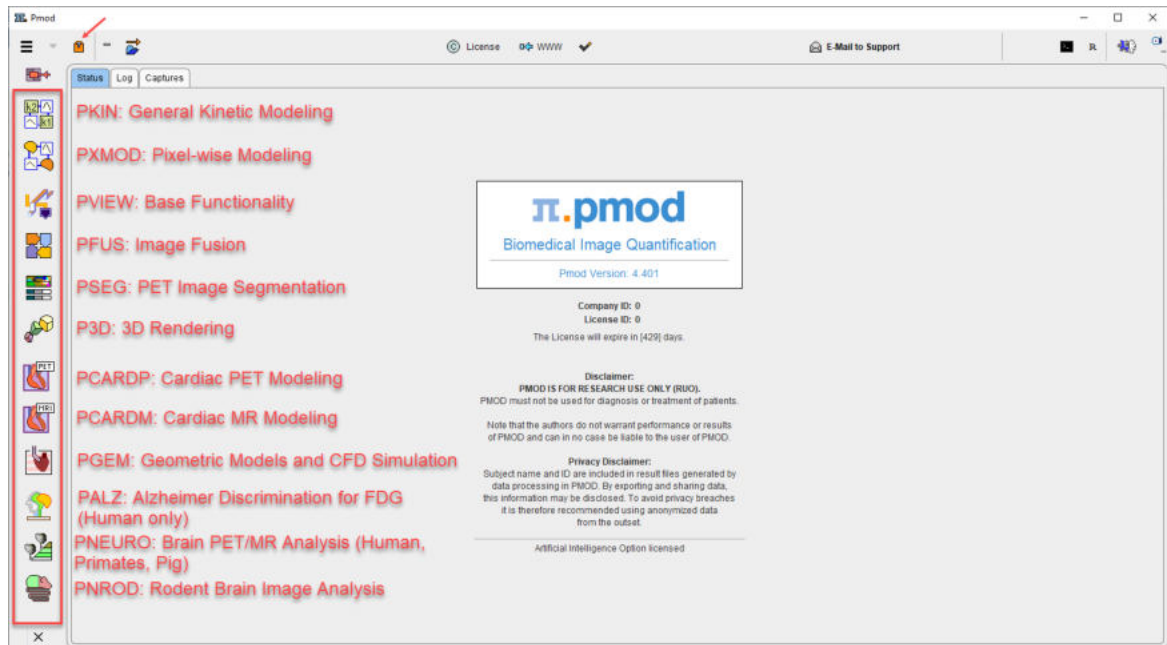 Pmod
License
WWW
E-Mail to Support
R
Status
Log
Captures
k2
k1
PKIN: General Kinetic Modeling
PXMOD: Pixel-wise Modeling
PVIEW: Base Functionality
PFUS: Image Fusion
PSEG: PET Image Segmentation
P3D: 3D Rendering
PET
PCARDP: Cardiac PET Modeling
MRI
PCARDM: Cardiac MR Modeling
PGEM: Geometric Models and CFD Simulation
PALZ: Alzheimer Discrimination for FDG
(Human only)
PNEURO: Brain PET/MR Analysis (Human,
Primates, Pig)
PNROD: Rodent Brain Image Analysis
π.pmod
Biomedical Image Quantification
Pmod Version: 4.401
Company ID: 0
License ID: 0
The License will expire in [429] days.
Disclaimer:
PMOD IS FOR RESEARCH USE ONLY (RUO).
PMOD must not be used for diagnosis or treatment of patients.
Note that the authors do not warrant performance or results
of PMOD and can in no case be liable to the user of PMOD.
Privacy Disclaimer:
Subject name and ID are included in result files generated by
data processing in PMOD. By exporting and sharing data,
this information may be disclosed. To avoid privacy breaches
it is therefore recommended using anonymized data
from the outset.
Artificial Intelligence Option licensed